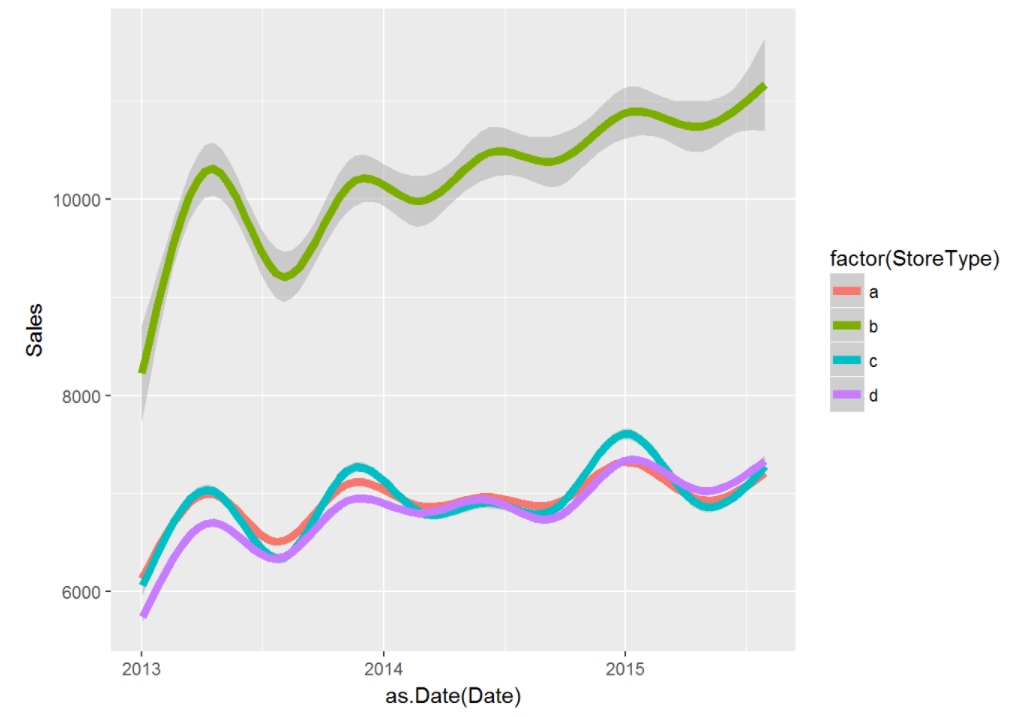 10000
8000
6000
Sales
2013
2014
2015
as.Date(Date)
factor(StoreType)
a
b
c
d